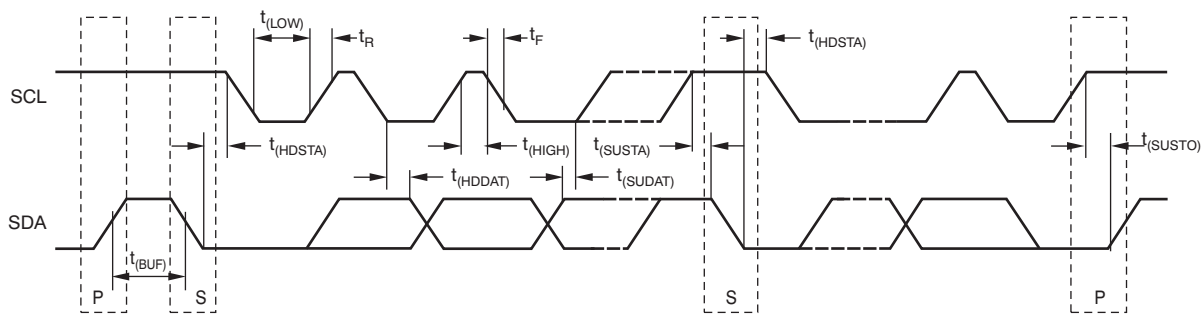 t(LOW)
tR
tF
t(HDSTA)
SCL
t(HDSTA)
t(HIGH)
t(SUSTA)
t(SUSTO)
t(HDDAT)
t(SUDAT)
SDA
t(BUF)
P
S
S
P